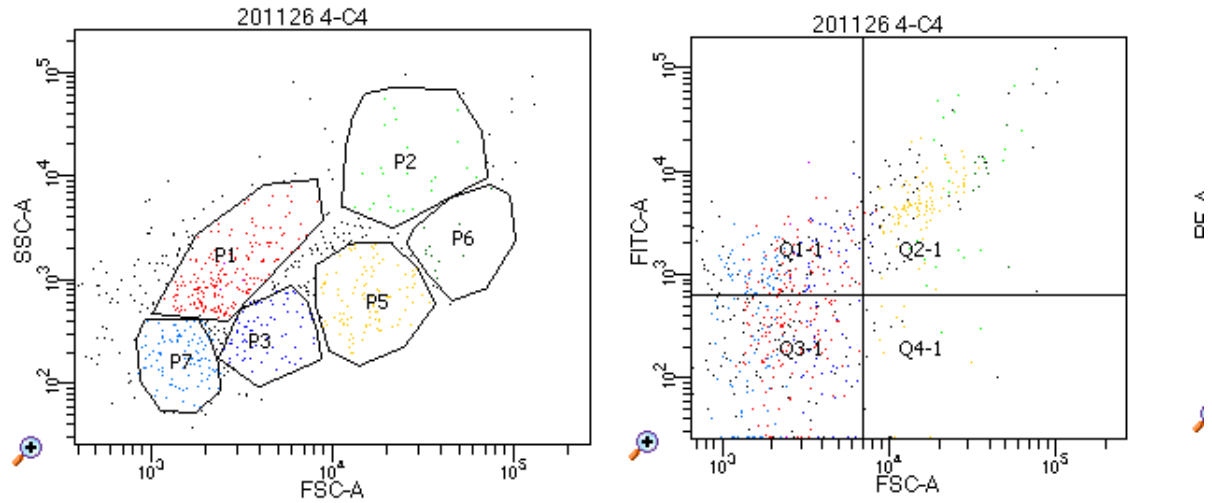 201126 4-C4
SSC-A
10^5
10^4
10^3
10^2
P1
P2
P3
P5
P6
P7
10^3
10^4
10^5
FSC-A
201126 4-C4
FITC-A
10^5
10^4
10^3
10^2
Q1-1
Q2-1
Q3-1
Q4-1
10^3
10^4
10^5
FSC-A